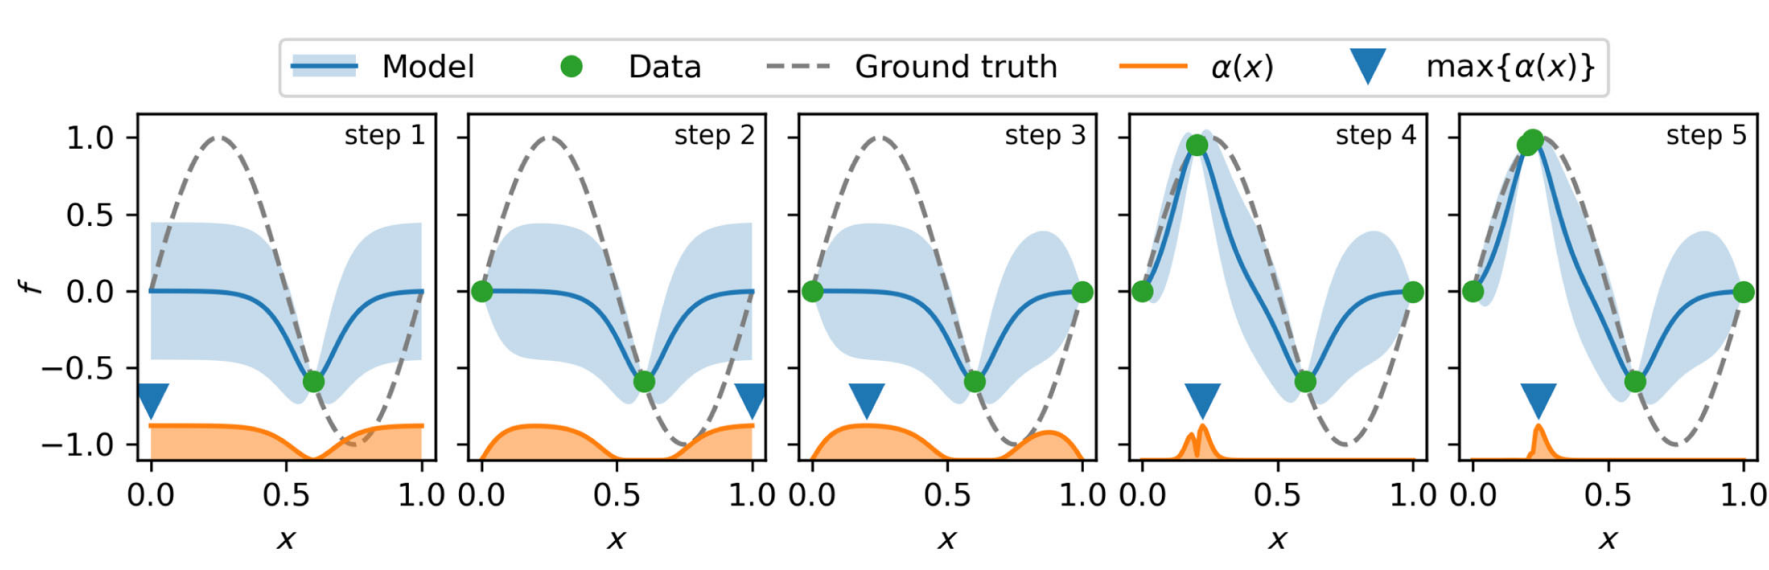 Model Data Ground truth α(x) max{α(x)}
step 1 step 2 step 3 step 4 step 5
1.0
0.5
0.0
−0.5
−1.0
f
0.0 0.5 1.0 0.0 0.5 1.0 0.0 0.5 1.0 0.0 0.5 1.0 0.0 0.5 1.0
x x x x x